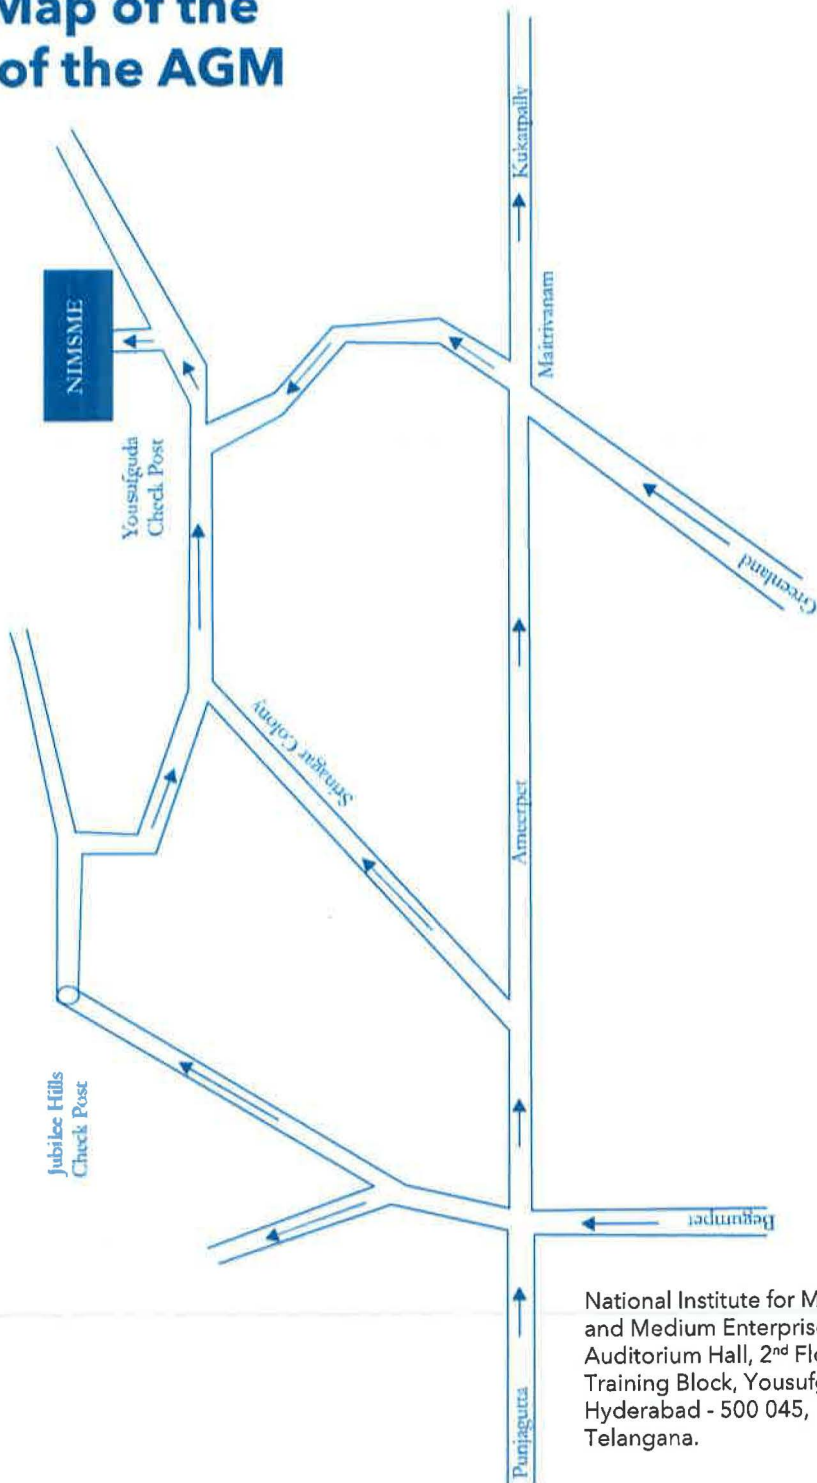 Map of the
of the AGM
Kukatpally
NIMSME
Maitrivanam
Yousufguda
Check Post
Greenland
Srinagar Colony
Ameerpet
Jubilee Hills
Check Post
Begumpet
National Institute for M
and Medium Enterpris
Auditorium Hall, 2nd Fl
Training Block, Yousuf
Hyderabad - 500 045,
Telangana.
Punjagutta